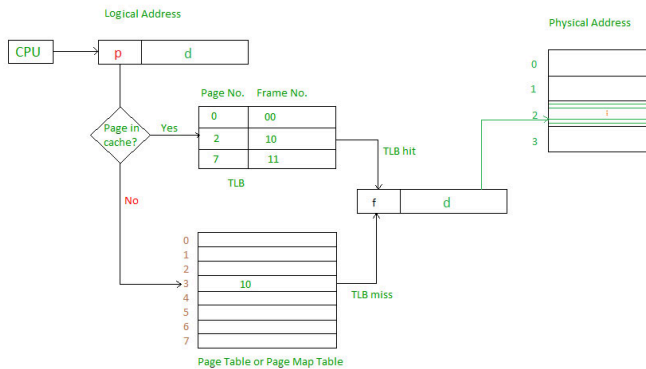 Logical Address
Physical Address
CPU
p d
0
1
2
3
Page No. Frame No.
0 00
2 10
7 11
TLB
Page in
cache?
Yes
No
TLB hit
f d
0
1
2
3 10
4
5
6
7
TLB miss
Page Table or Page Map Table